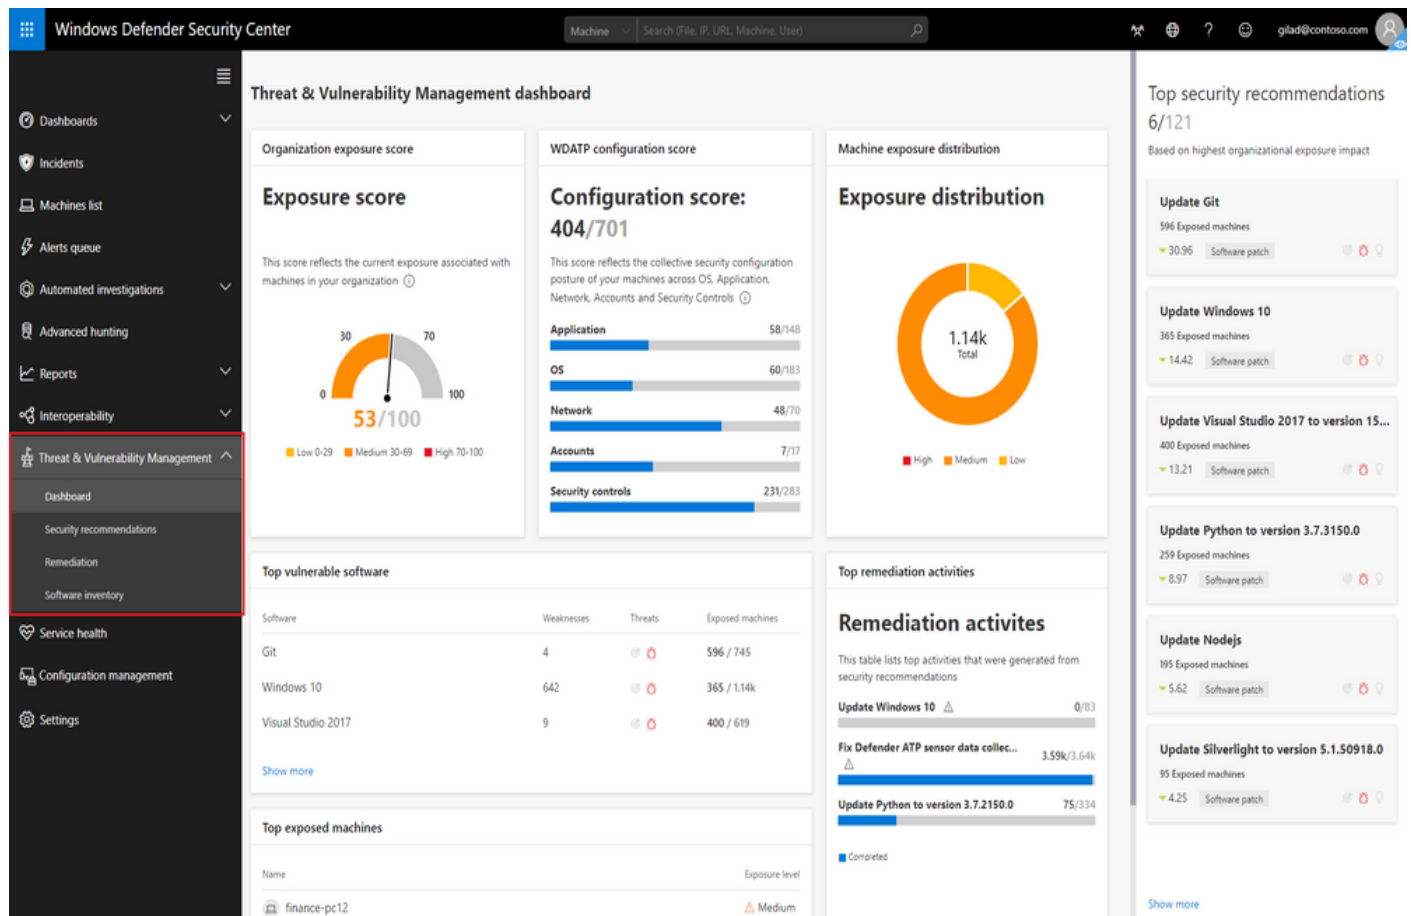 Windows Defender Security Center
Machine
Search (File, IP, URL, Machine, User)
gilad@contoso.com
Dashboards
Incidents
Machines list
Alerts queue
Automated investigations
Advanced hunting
Reports
Interoperability
Threat & Vulnerability Management
Dashboard
Security recommendations
Remediation
Software inventory
Service health
Configuration management
Settings
Threat & Vulnerability Management dashboard
Organization exposure score
Exposure score
This score reflects the current exposure associated with
machines in your organization
30
70
0
100
53/100
Low 0-29 Medium 30-69 High 70-100
WDATP configuration score
Configuration score:
404/701
This score reflects the collective security configuration
posture of your machines across OS, Application,
Network, Accounts and Security Controls
Application 58/148
OS 60/183
Network 48/70
Accounts 7/17
Security controls 231/283
Machine exposure distribution
Exposure distribution
1.14k
Total
High Medium Low
Top vulnerable software
Software Weaknesses Threats Exposed machines
Git 4 596 / 745
Windows 10 642 365 / 1.14k
Visual Studio 2017 9 400 / 619
Show more
Top exposed machines
Name Exposure level
finance-pc12 Medium
Top remediation activities
Remediation activites
This table lists top activities that were generated from
security recommendations
Update Windows 10 0/83
Fix Defender ATP sensor data collec... 3.59k/3.64k
Update Python to version 3.7.2150.0 75/334
Completed
Top security recommendations
6/121
Based on highest organizational exposure impact
Update Git
596 Exposed machines
30.96 Software patch
Update Windows 10
365 Exposed machines
14.42 Software patch
Update Visual Studio 2017 to version 15...
400 Exposed machines
13.21 Software patch
Update Python to version 3.7.3150.0
259 Exposed machines
8.97 Software patch
Update Nodejs
195 Exposed machines
5.62 Software patch
Update Silverlight to version 5.1.50918.0
95 Exposed machines
4.25 Software patch
Show more